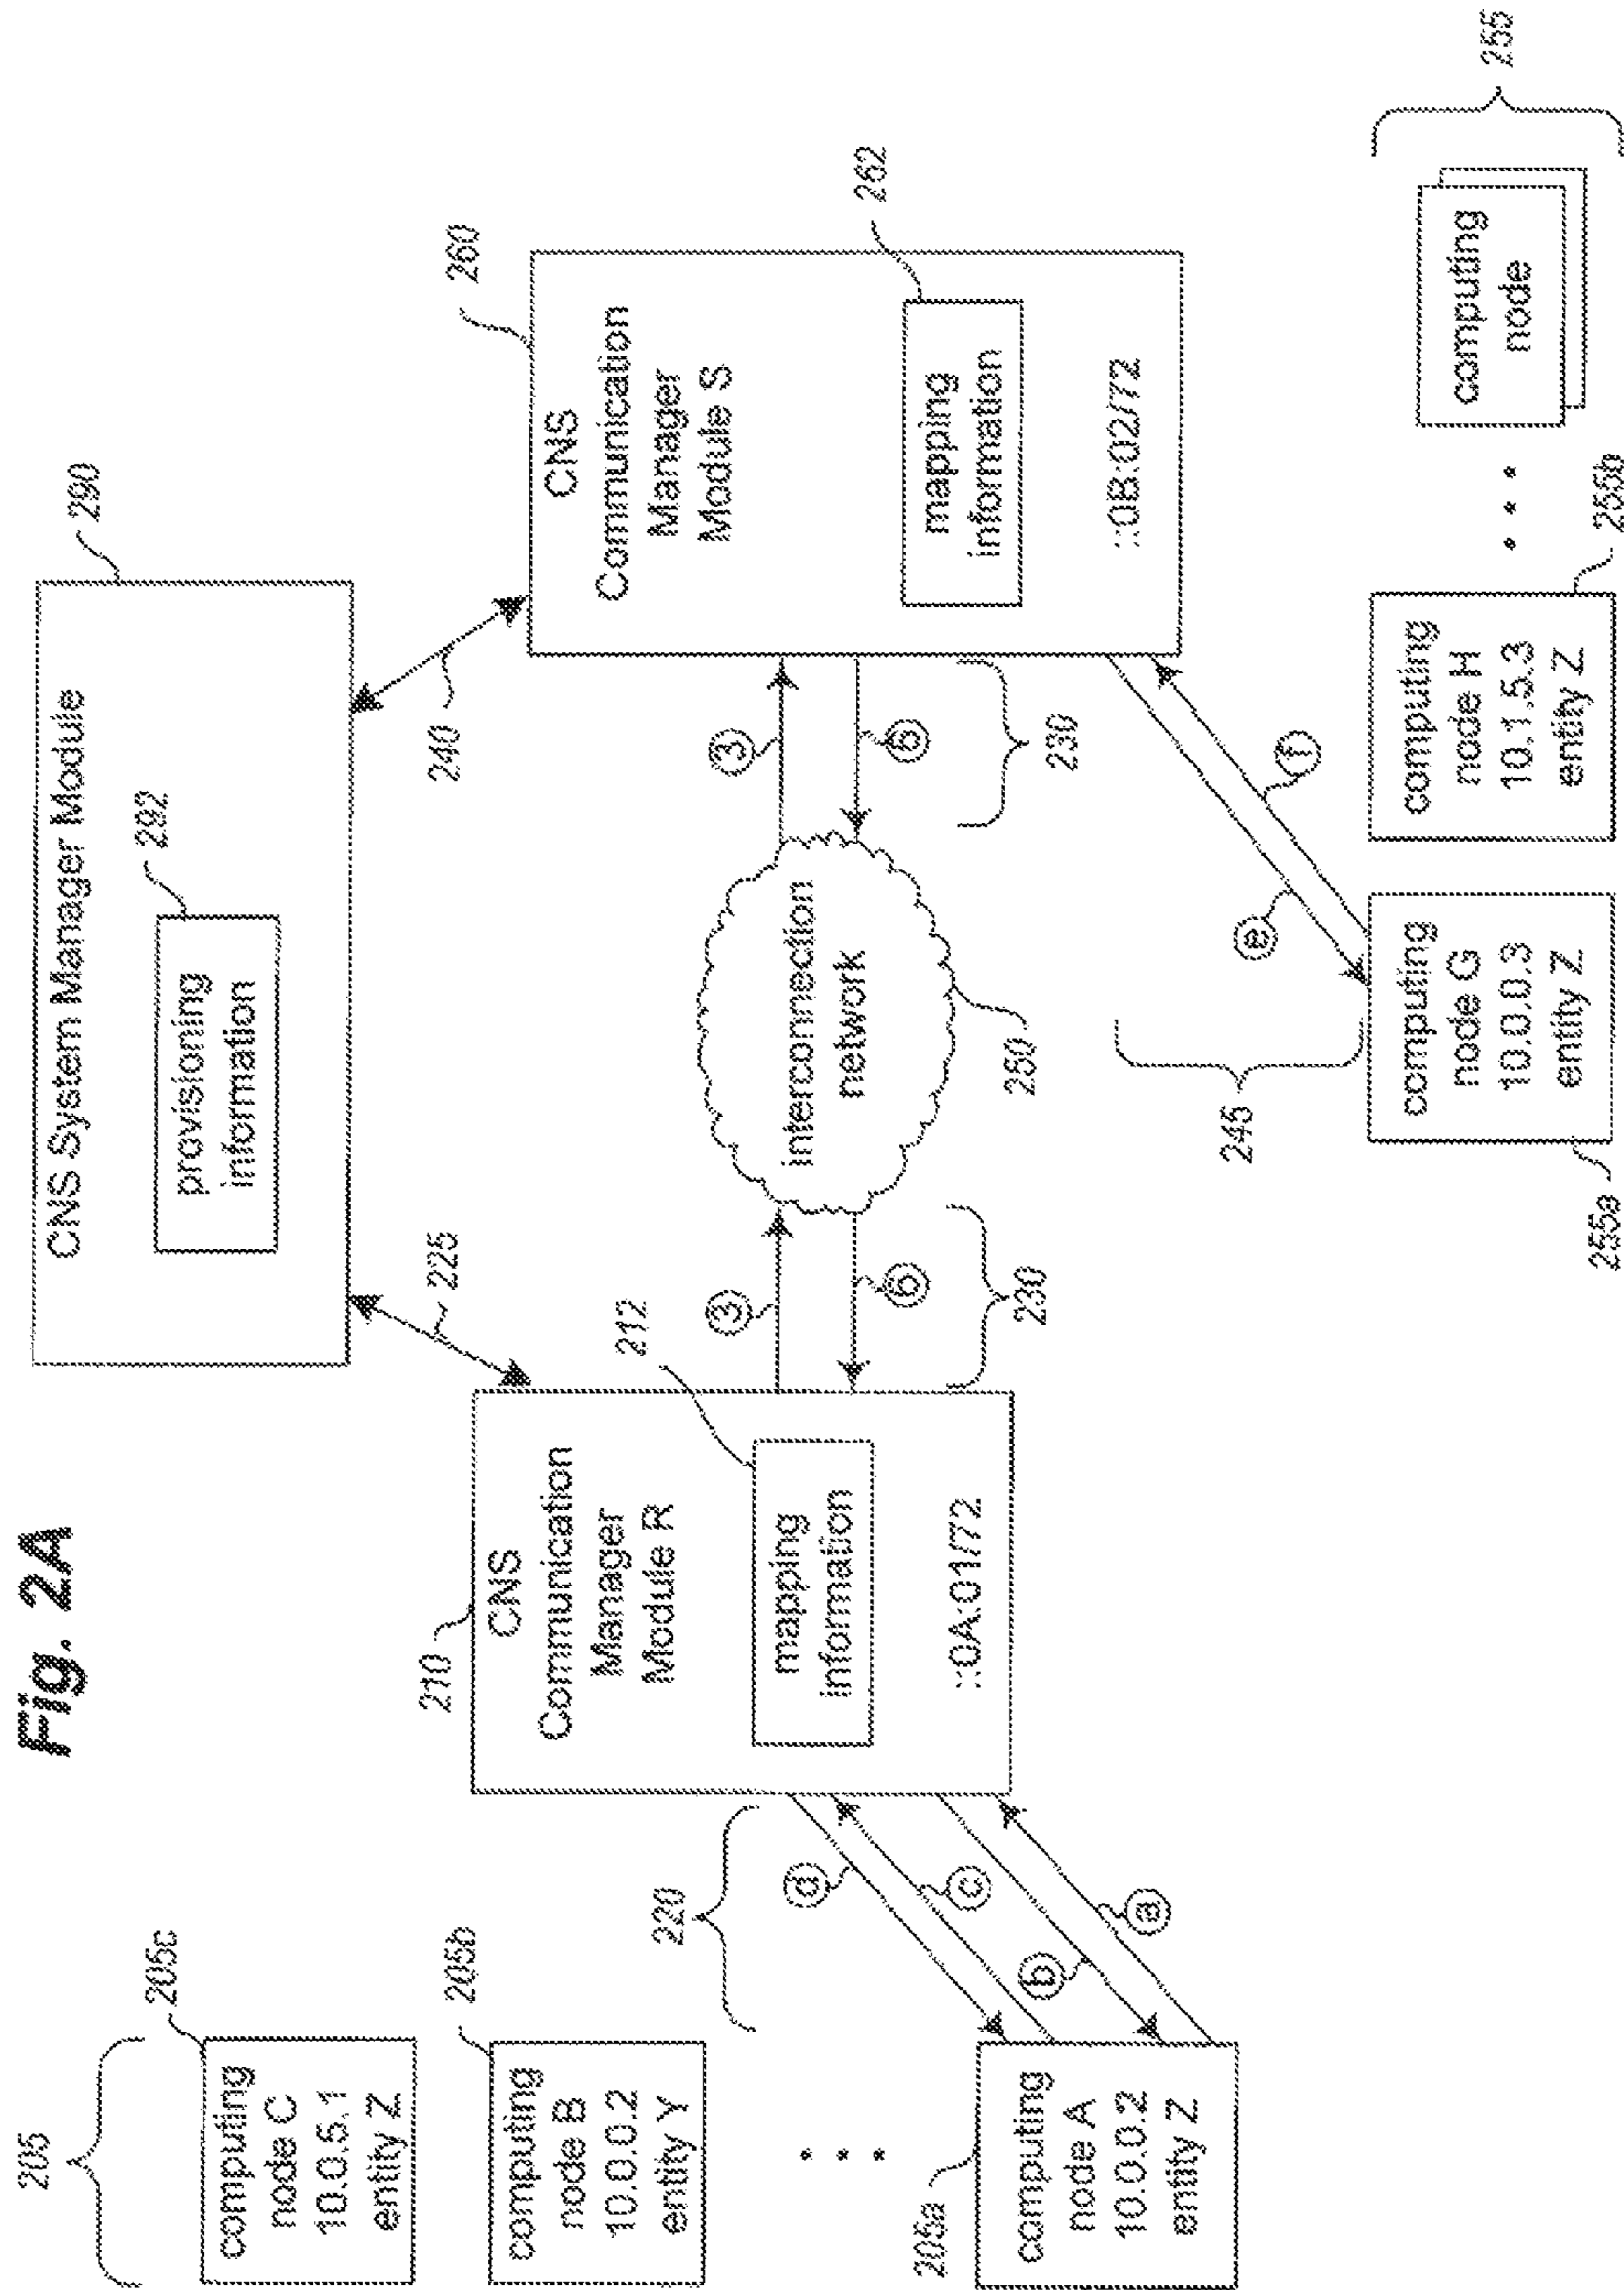 Fig. 2A
CNS System Manager Module
290
provisioning
information
292
225
240
210
CNS
Communication
Manager
Module R
212
mapping
information
::0A:01/72
260
CNS
Communication
Manager
Module S
262
mapping
information
::0B:02/72
3
6
230
interconnection
network
250
3
6
230
205
205c
computing
node C
10.0.5.1
entity Z
205b
computing
node B
10.0.0.2
entity Y
• • •
205a
computing
node A
10.0.0.2
entity Z
220
d
c
b
a
245
e
f
computing
node G
10.0.0.3
entity Z
255a
computing
node H
10.1.5.3
entity Z
255b
• • •
computing
node
255